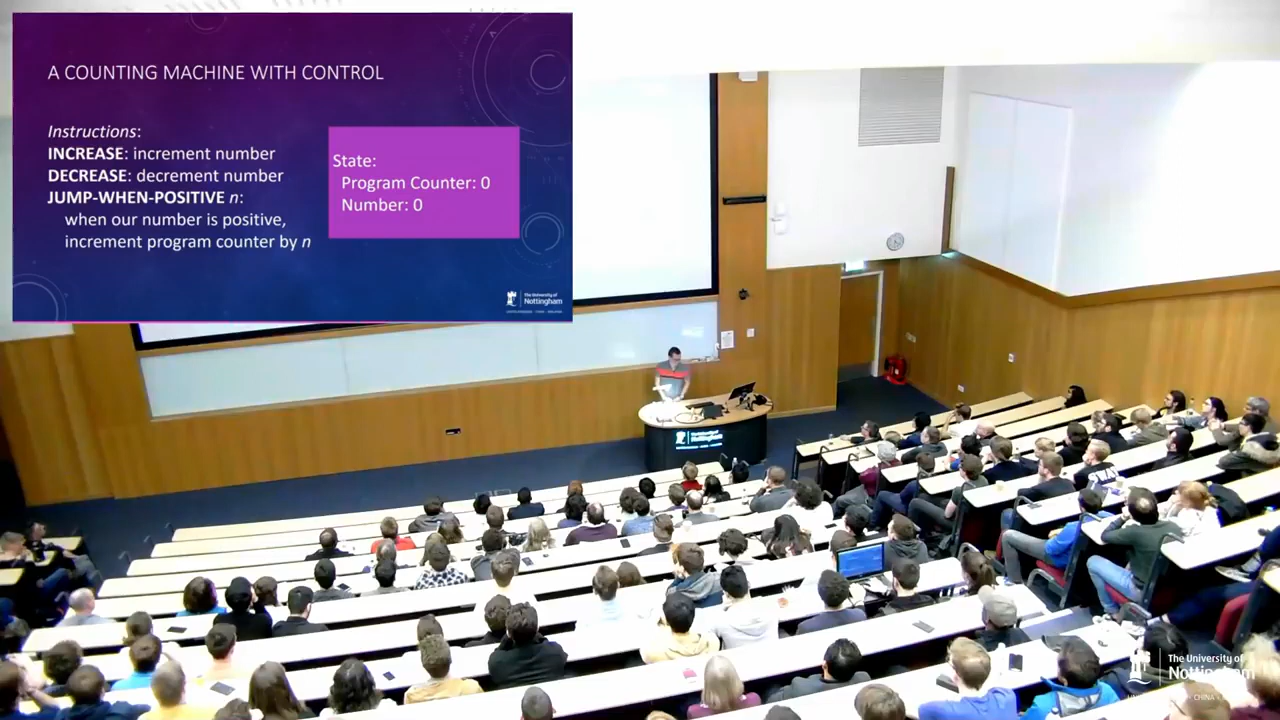 A COUNTING MACHINE WITH CONTROL
Instructions:
INCREASE: increment number
DECREASE: decrement number
JUMP-WHEN-POSITIVE n:
when our number is positive,
increment program counter by n
State:
Program Counter: 0
Number: 0
The University of
Nottingham
The University of
Nottingham